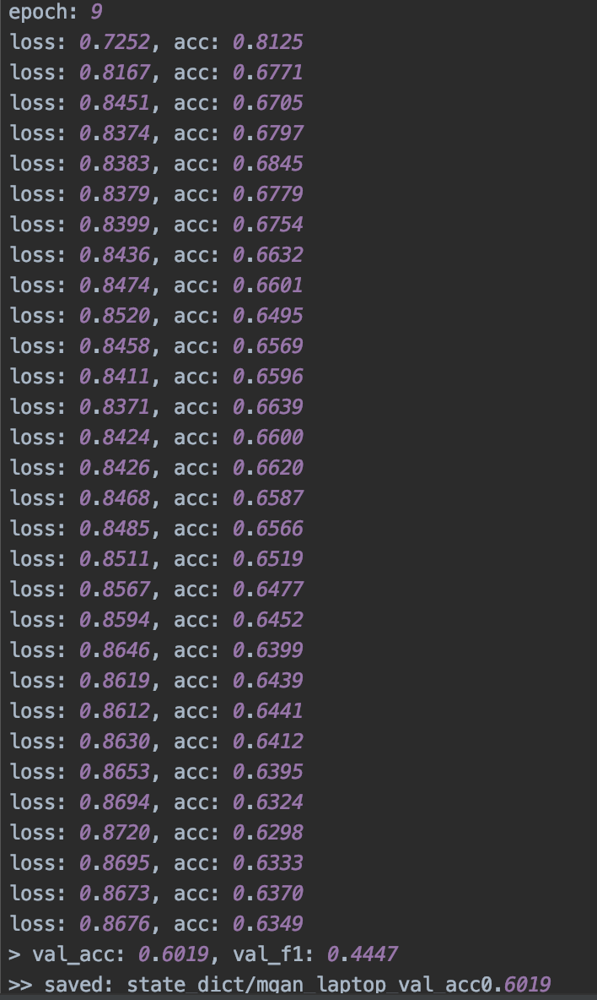 epoch: 9
loss: 0.7252, acc: 0.8125
loss: 0.8167, acc: 0.6771
loss: 0.8451, acc: 0.6705
loss: 0.8374, acc: 0.6797
loss: 0.8383, acc: 0.6845
loss: 0.8379, acc: 0.6779
loss: 0.8399, acc: 0.6754
loss: 0.8436, acc: 0.6632
loss: 0.8474, acc: 0.6601
loss: 0.8520, acc: 0.6495
loss: 0.8458, acc: 0.6569
loss: 0.8411, acc: 0.6596
loss: 0.8371, acc: 0.6639
loss: 0.8424, acc: 0.6600
loss: 0.8426, acc: 0.6620
loss: 0.8468, acc: 0.6587
loss: 0.8485, acc: 0.6566
loss: 0.8511, acc: 0.6519
loss: 0.8567, acc: 0.6477
loss: 0.8594, acc: 0.6452
loss: 0.8646, acc: 0.6399
loss: 0.8619, acc: 0.6439
loss: 0.8612, acc: 0.6441
loss: 0.8630, acc: 0.6412
loss: 0.8653, acc: 0.6395
loss: 0.8694, acc: 0.6324
loss: 0.8720, acc: 0.6298
loss: 0.8695, acc: 0.6333
loss: 0.8673, acc: 0.6370
loss: 0.8676, acc: 0.6349
> val_acc: 0.6019, val_f1: 0.4447
>> saved: state_dict/mgan_laptop_val_acc0.6019